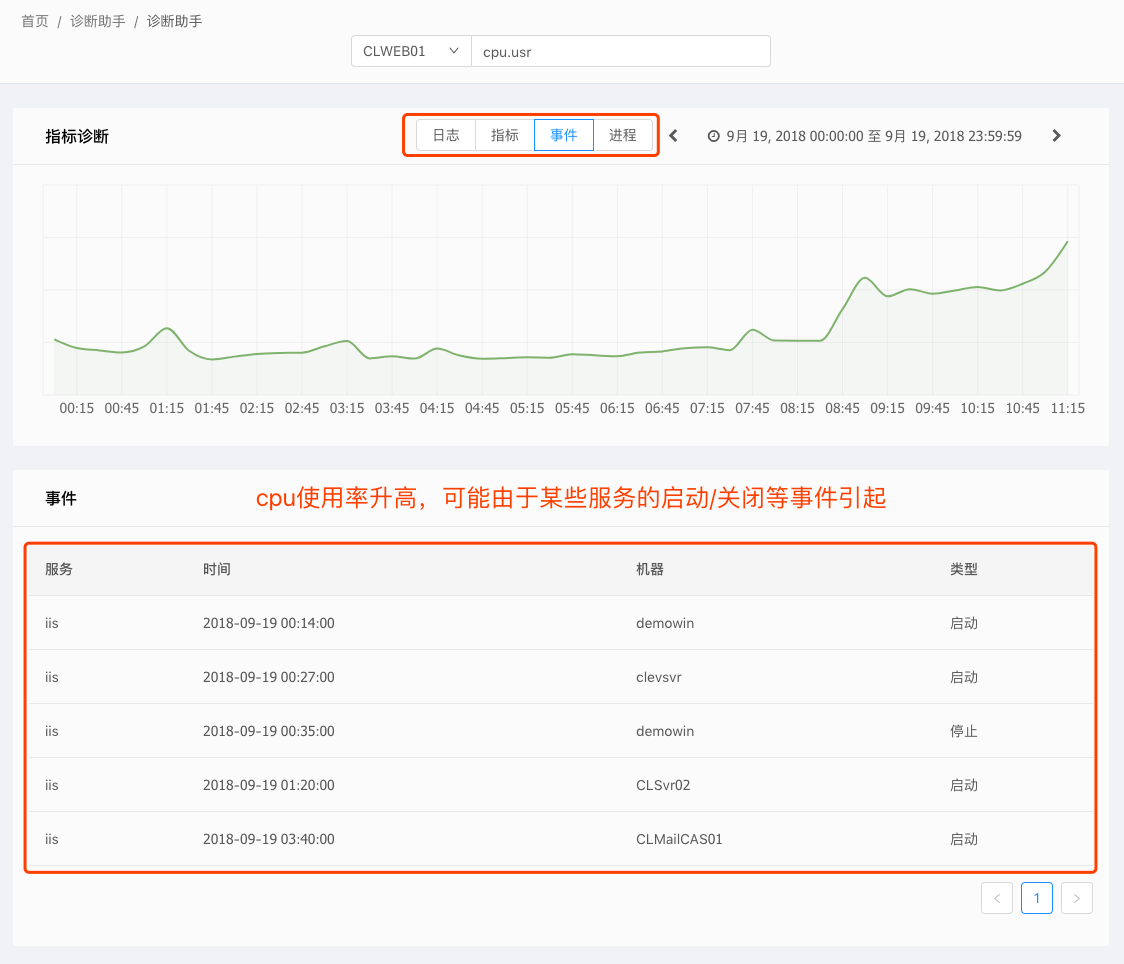 首页 / 诊断助手 / 诊断助手
CLWEB01 cpu.usr
指标诊断 日志 指标 事件 进程 9月 19, 2018 00:00:00 至 9月 19, 2018 23:59:59
00:15 00:45 01:15 01:45 02:15 02:45 03:15 03:45 04:15 04:45 05:15 05:45 06:15 06:45 07:15 07:45 08:15 08:45 09:15 09:45 10:15 10:45 11:15
事件 cpu使用率升高，可能由于某些服务的启动/关闭等事件引起
服务 时间 机器 类型
iis 2018-09-19 00:14:00 demowin 启动
iis 2018-09-19 00:27:00 clevsvr 启动
iis 2018-09-19 00:35:00 demowin 停止
iis 2018-09-19 01:20:00 CLSvr02 启动
iis 2018-09-19 03:40:00 CLMailCAS01 启动
< 1 >